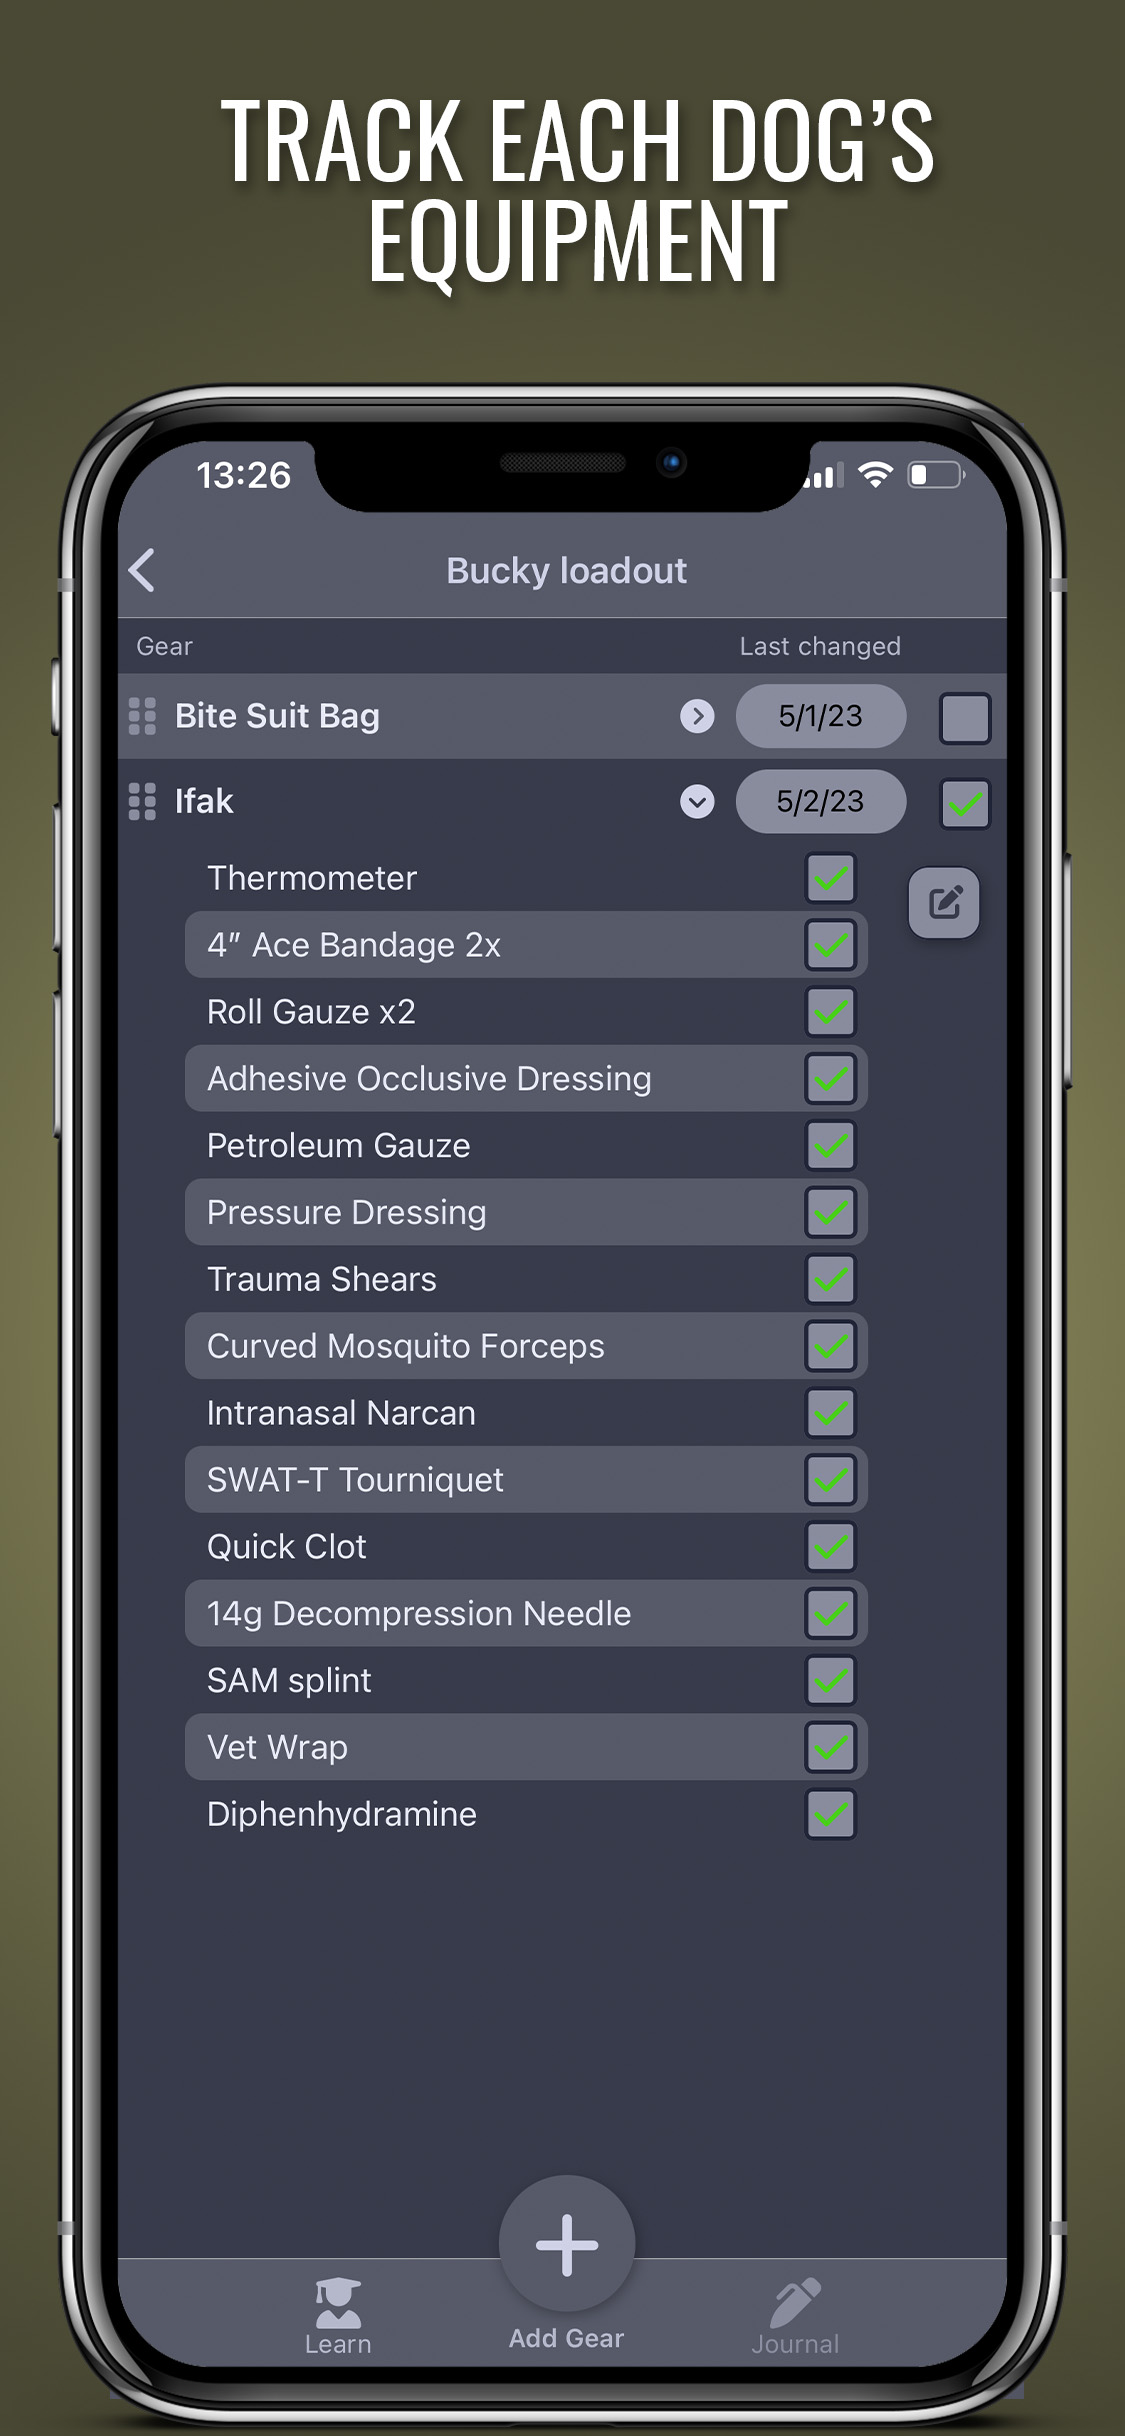 TRACK EACH DOG’S
EQUIPMENT
13:26
Bucky loadout
Gear Last changed
Bite Suit Bag 5/1/23
Ifak 5/2/23
Thermometer
4” Ace Bandage 2x
Roll Gauze x2
Adhesive Occlusive Dressing
Petroleum Gauze
Pressure Dressing
Trauma Shears
Curved Mosquito Forceps
Intranasal Narcan
SWAT-T Tourniquet
Quick Clot
14g Decompression Needle
SAM splint
Vet Wrap
Diphenhydramine
Learn Add Gear Journal